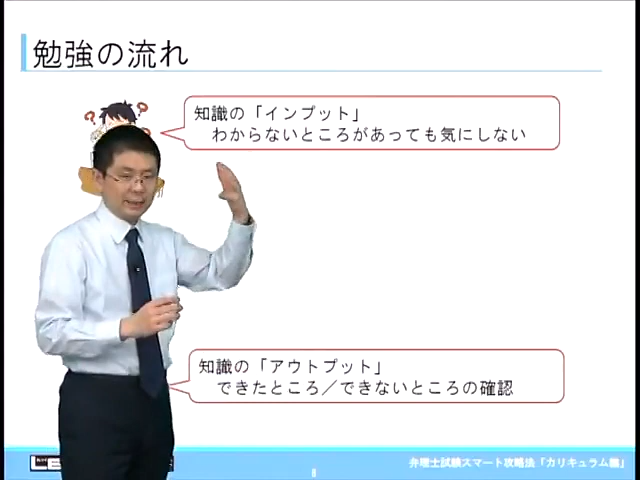 勉強の流れ
知識の「インプット」
わからないところがあっても気にしない
知識の「アウトプット」
できたところ／できないところの確認
弁理士試験スマート攻略法「カリキュラム編」
8